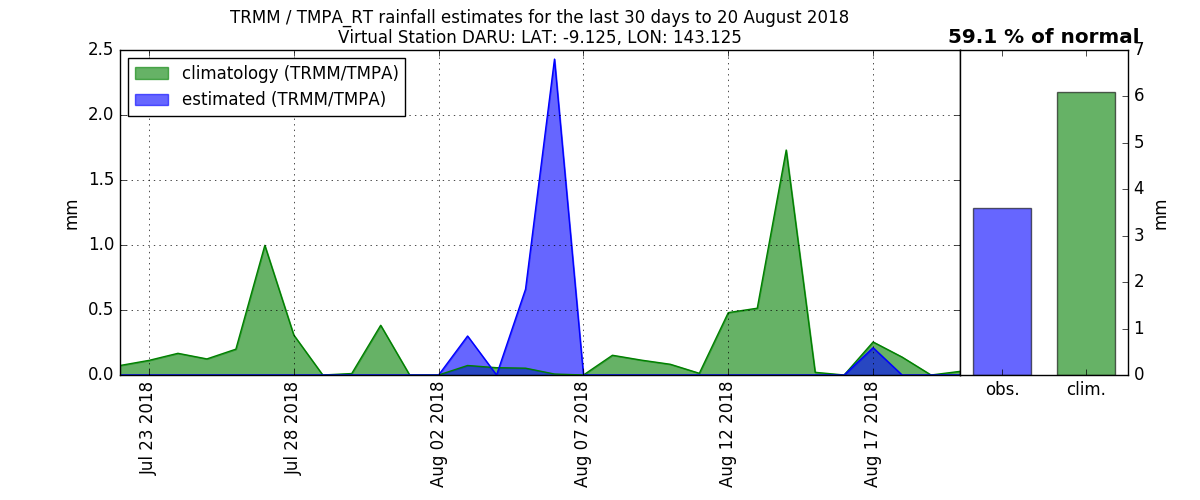 TRMM / TMPA_RT rainfall estimates for the last 30 days to 20 August 2018
Virtual Station DARU: LAT: -9.125, LON: 143.125
59.1 % of normal
climatology (TRMM/TMPA)
estimated (TRMM/TMPA)
2.5
2.0
1.5
1.0
0.5
0.0
mm
Jul 23 2018
Jul 28 2018
Aug 02 2018
Aug 07 2018
Aug 12 2018
Aug 17 2018
obs.
clim.
7
6
5
4
3
2
1
0
mm